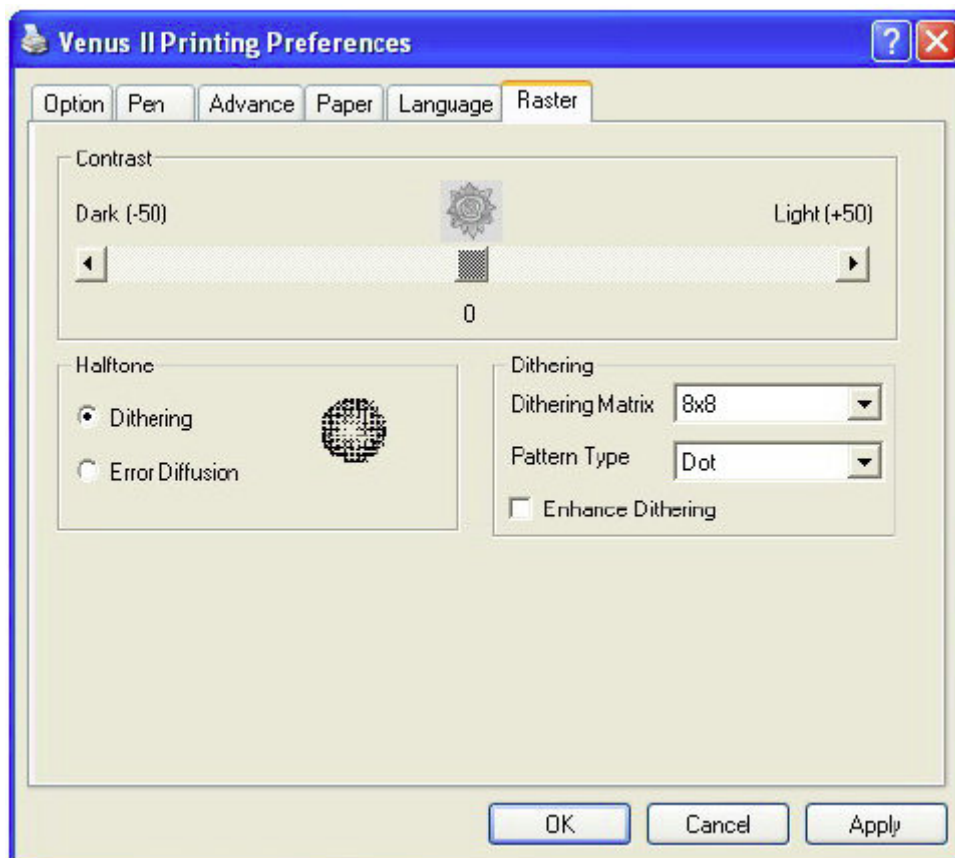 Venus II Printing Preferences
Option Pen Advance Paper Language Raster
Contrast
Dark (-50) Light (+50)
0
Halftone
Dithering
Error Diffusion
Dithering
Dithering Matrix 8x8
Pattern Type Dot
Enhance Dithering
OK Cancel Apply